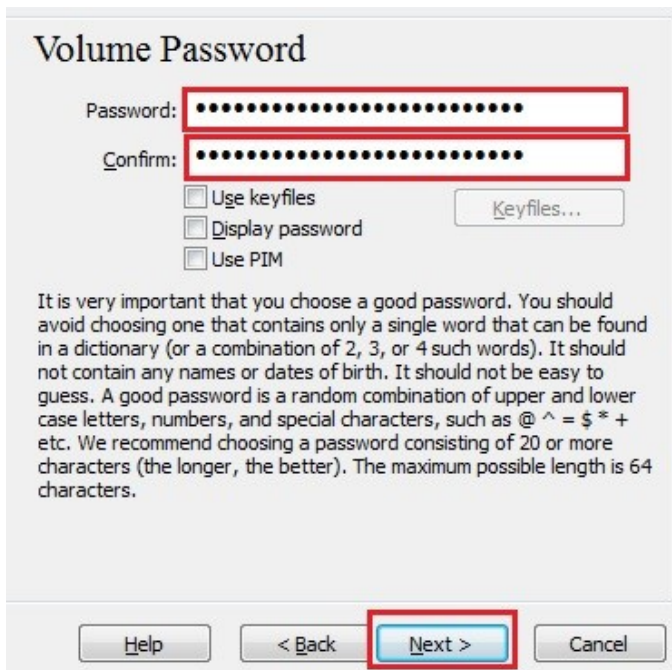 Volume Password
Password:
Confirm:
Use keyfiles
Keyfiles...
Display password
Use PIM
It is very important that you choose a good password. You should
avoid choosing one that contains only a single word that can be found
in a dictionary (or a combination of 2, 3, or 4 such words). It should
not contain any names or dates of birth. It should not be easy to
guess. A good password is a random combination of upper and lower
case letters, numbers, and special characters, such as @ ^ = $ * +
etc. We recommend choosing a password consisting of 20 or more
characters (the longer, the better). The maximum possible length is 64
characters.
Help
< Back
Next >
Cancel